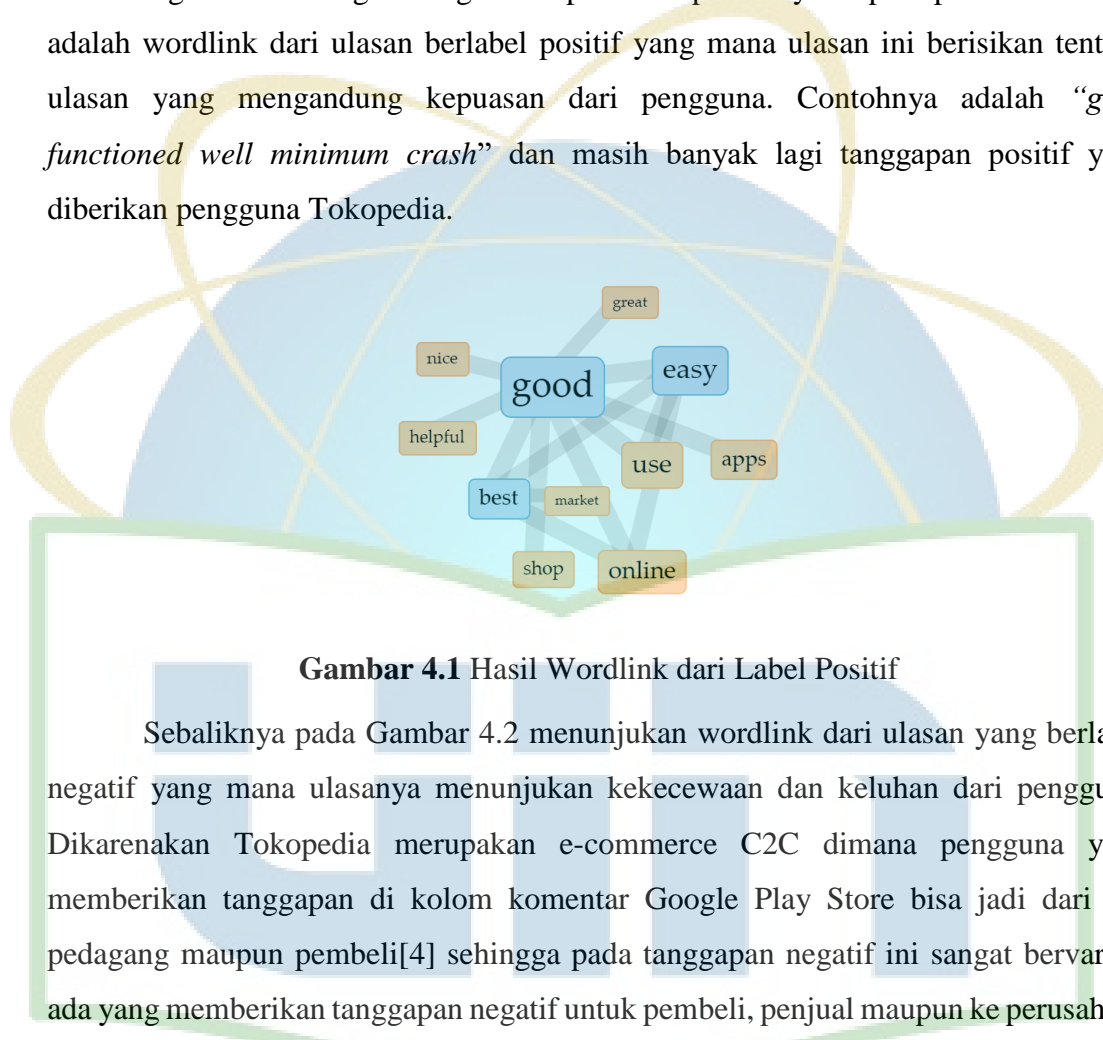 adalah wordlink dari ulasan berlabel positif yang mana ulasan ini berisikan
ulasan yang mengandung kepuasan dari pengguna. Contohnya adalah
functioned well minimum crash” dan masih banyak lagi tanggapan positif
diberikan pengguna Tokopedia.
great
nice
good
easy
helpful
use
apps
best
market
shop
online
Gambar 4.1 Hasil Wordlink dari Label Positif
Sebaliknya pada Gambar 4.2 menunjukan wordlink dari ulasan yang
negatif yang mana ulasanya menunjukan kekecewaan dan keluhan dari
Dikarenakan Tokopedia merupakan e-commerce C2C dimana pengguna
memberikan tanggapan di kolom komentar Google Play Store bisa jadi dari
pedagang maupun pembeli[4] sehingga pada tanggapan negatif ini sangat
ada yang memberikan tanggapan negatif untuk pembeli, penjual maupun ke
uin